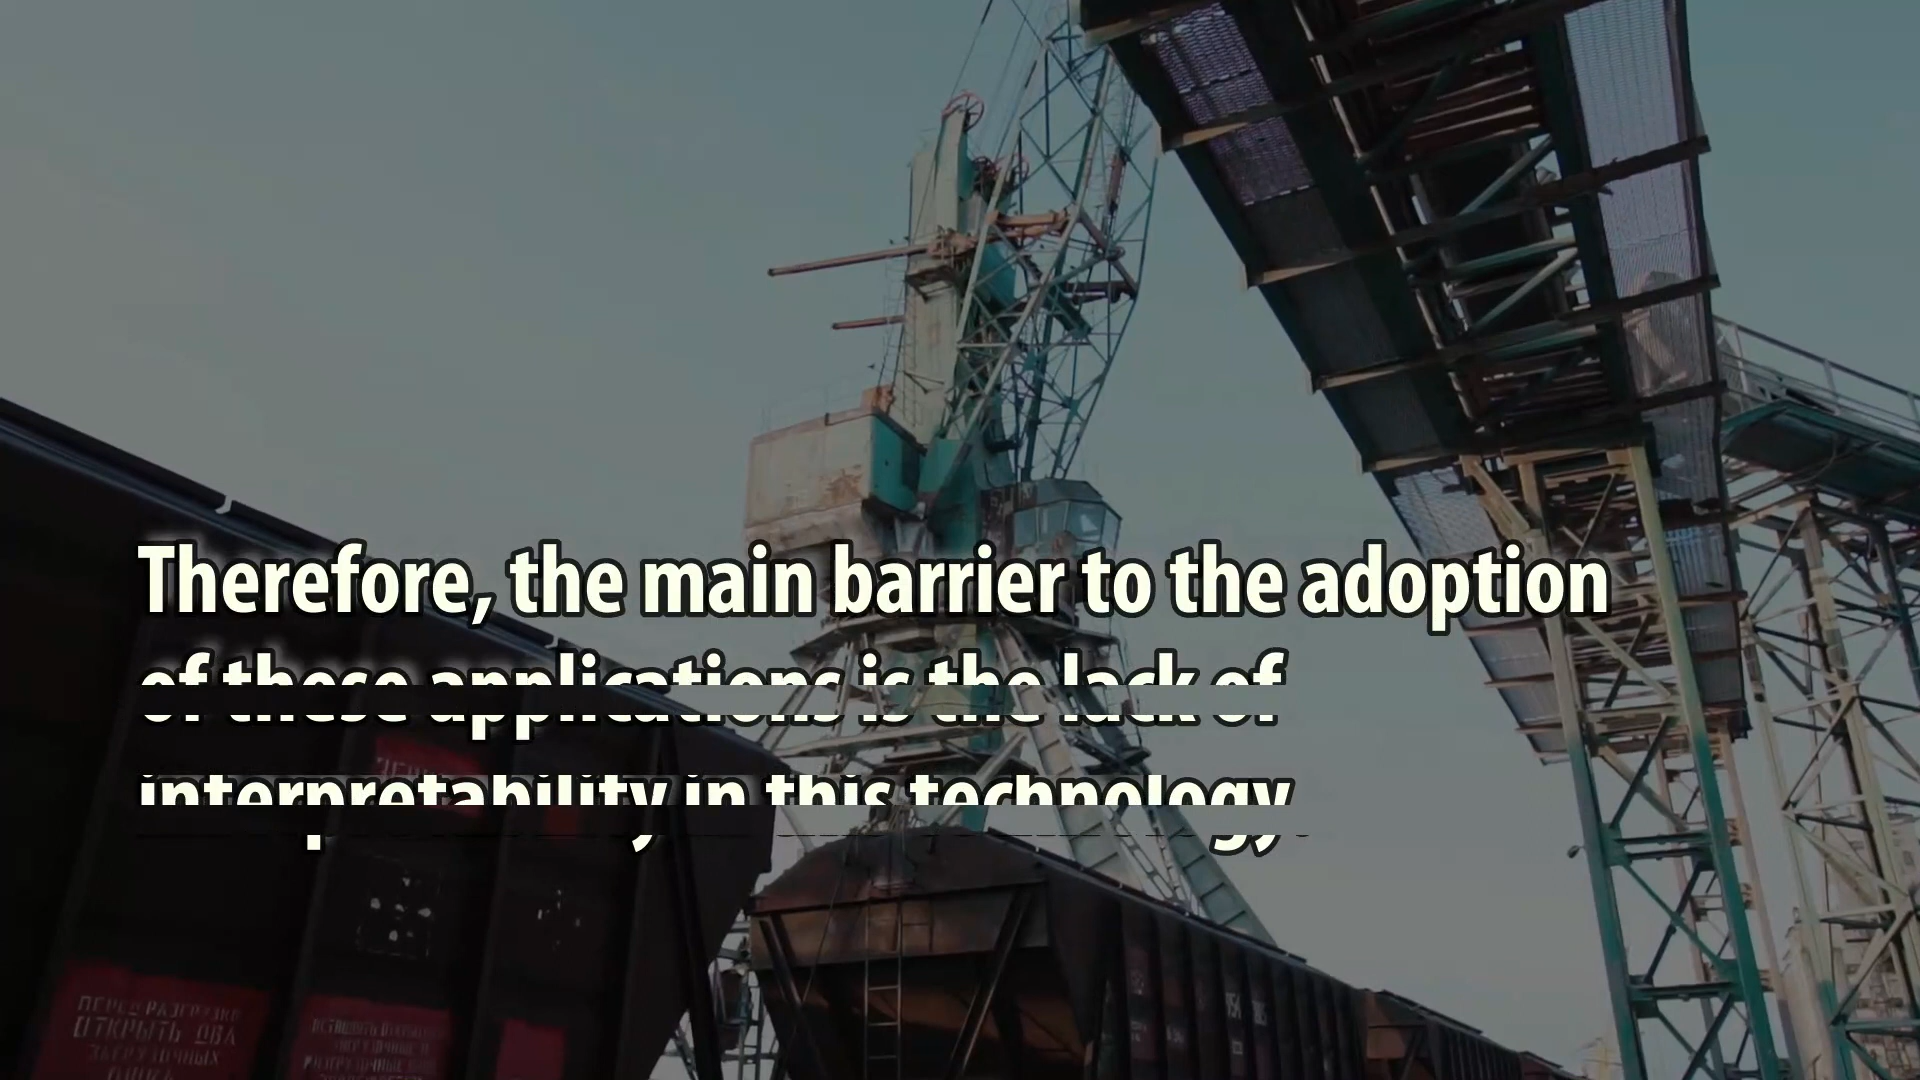 Therefore, the main barrier to the adoption
of these applications is the lack of
interpretability in this technology.
ОТКРЫТЬ ОБА